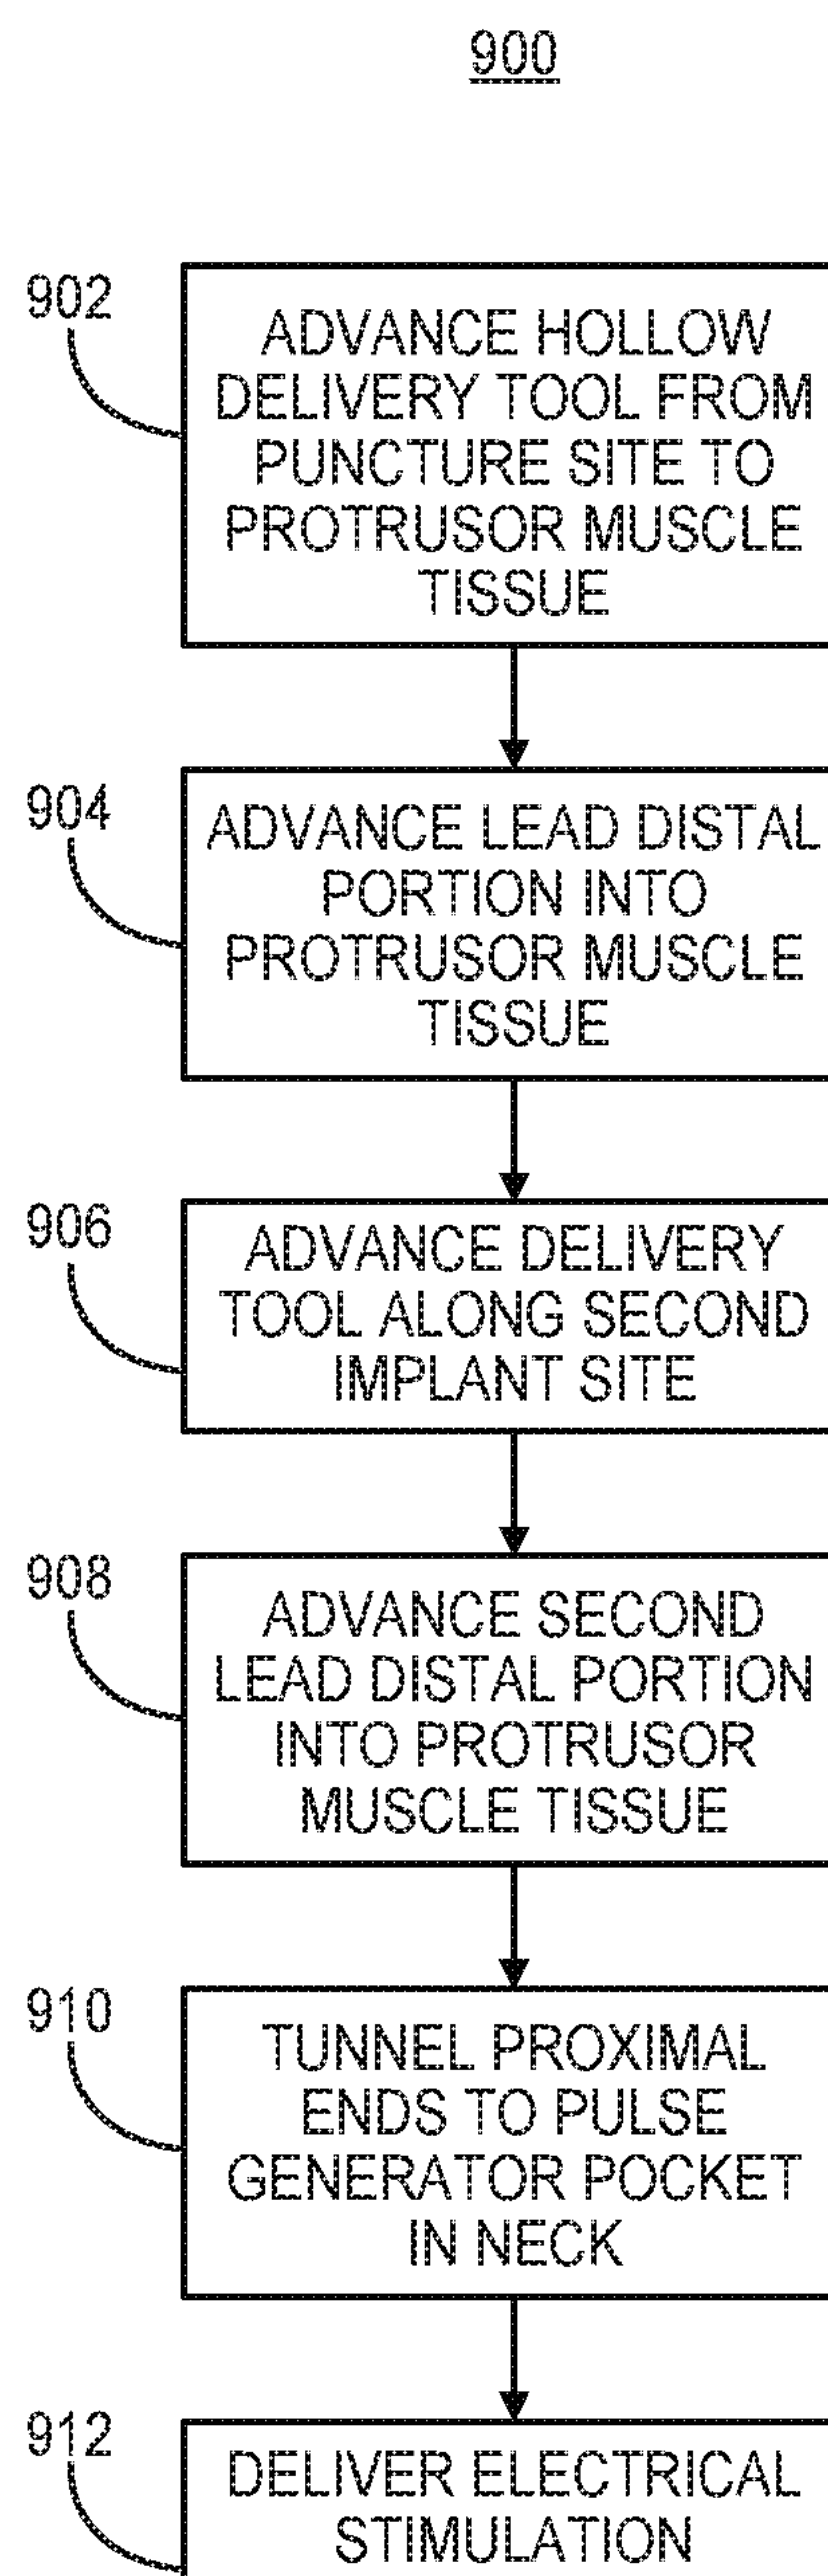 900
902
ADVANCE HOLLOW
DELIVERY TOOL FROM
PUNCTURE SITE TO
PROTRUSOR MUSCLE
TISSUE
904
ADVANCE LEAD DISTAL
PORTION INTO
PROTRUSOR MUSCLE
TISSUE
906
ADVANCE DELIVERY
TOOL ALONG SECOND
IMPLANT SITE
908
ADVANCE SECOND
LEAD DISTAL PORTION
INTO PROTRUSOR
MUSCLE TISSUE
910
TUNNEL PROXIMAL
ENDS TO PULSE
GENERATOR POCKET
IN NECK
912
DELIVER ELECTRICAL
STIMULATION